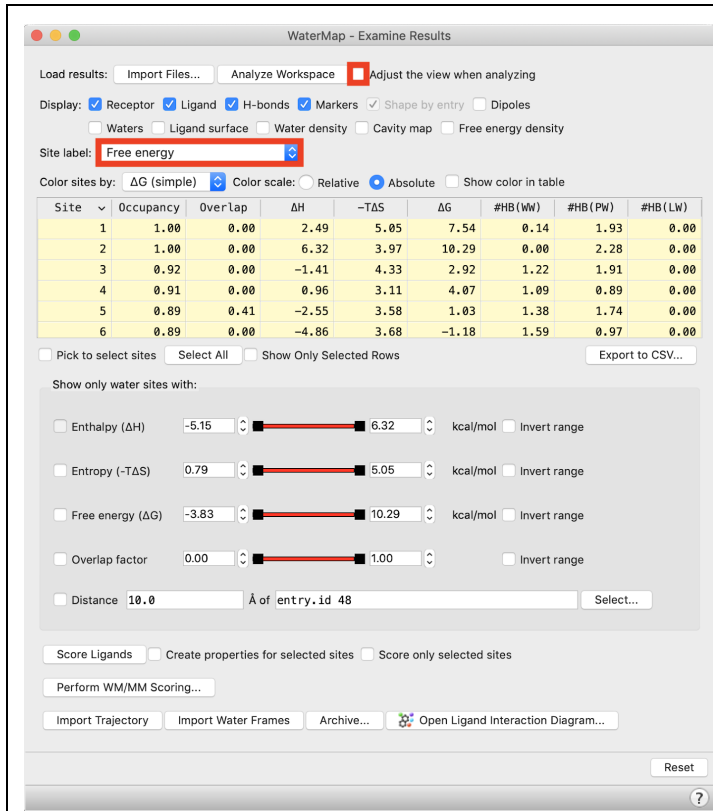 WaterMap - Examine Results
Load results: Import Files... Analyze Workspace Adjust the view when analyzing
Display: Receptor Ligand H-bonds Markers Shape by entry Dipoles
Waters Ligand surface Water density Cavity map Free energy density
Site label: Free energy
Color sites by: ΔG (simple) Color scale: Relative Absolute Show color in table
Site Occupancy Overlap ΔH -TΔS ΔG #HB(WW) #HB(PW) #HB(LW)
1 1.00 0.00 2.49 5.05 7.54 0.14 1.93 0.00
2 1.00 0.00 6.32 3.97 10.29 0.00 2.28 0.00
3 0.92 0.00 -1.41 4.33 2.92 1.22 1.91 0.00
4 0.91 0.00 0.96 3.11 4.07 1.09 0.89 0.00
5 0.89 0.41 -2.55 3.58 1.03 1.38 1.74 0.00
6 0.89 0.00 -4.86 3.68 -1.18 1.59 0.97 0.00
Pick to select sites Select All Show Only Selected Rows Export to CSV...
Show only water sites with:
Enthalpy (ΔH) -5.15 6.32 kcal/mol Invert range
Entropy (-TΔS) 0.79 5.05 kcal/mol Invert range
Free energy (ΔG) -3.83 10.29 kcal/mol Invert range
Overlap factor 0.00 1.00 Invert range
Distance 10.0 Å of entry.id 48 Select...
Score Ligands Create properties for selected sites Score only selected sites
Perform WM/MM Scoring...
Import Trajectory Import Water Frames Archive... Open Ligand Interaction Diagram...
Reset
?